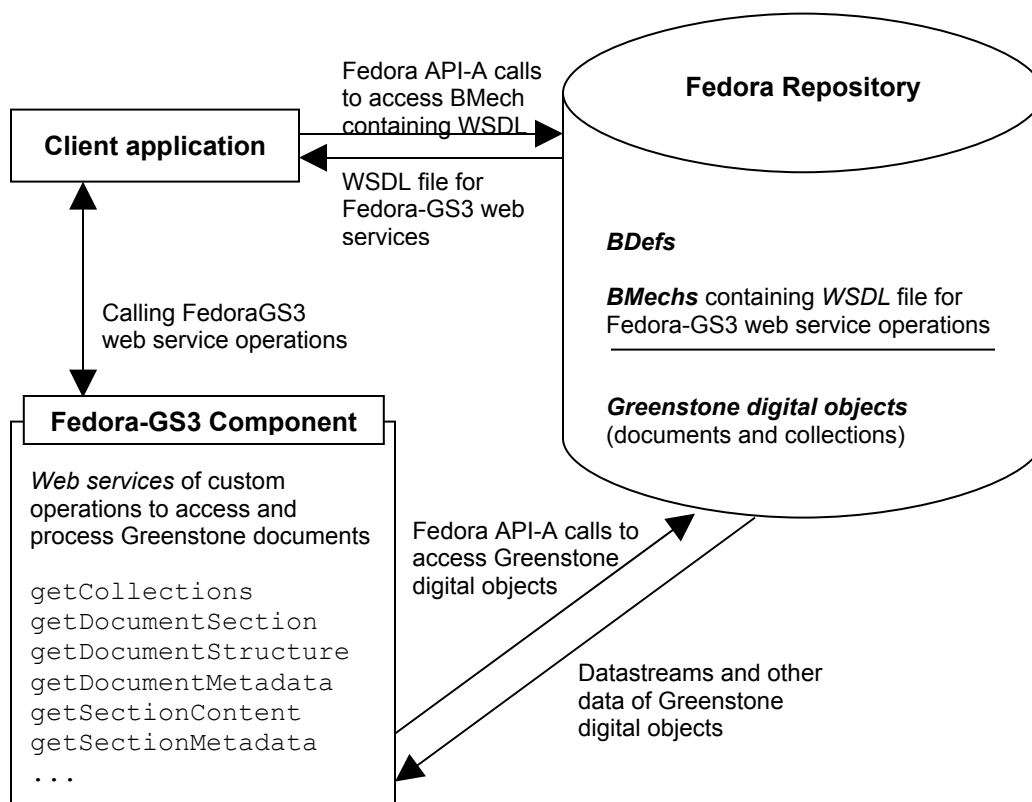 Fedora API-A calls
to access BMech
containing WSDL
Fedora Repository
Client application
WSDL file for
Fedora-GS3 web
services
BDefs
BMechs containing WSDL file for
Fedora-GS3 web service operations
Calling FedoraGS3
web service operations
Greenstone digital objects
(documents and collections)
Fedora-GS3 Component
Web services of custom
operations to access and
process Greenstone documents
getCollections
getDocumentSection
getDocumentStructure
getDocumentMetadata
getSectionContent
getSectionMetadata
...
Fedora API-A calls to
access Greenstone
digital objects
Datastreams and other
data of Greenstone
digital objects